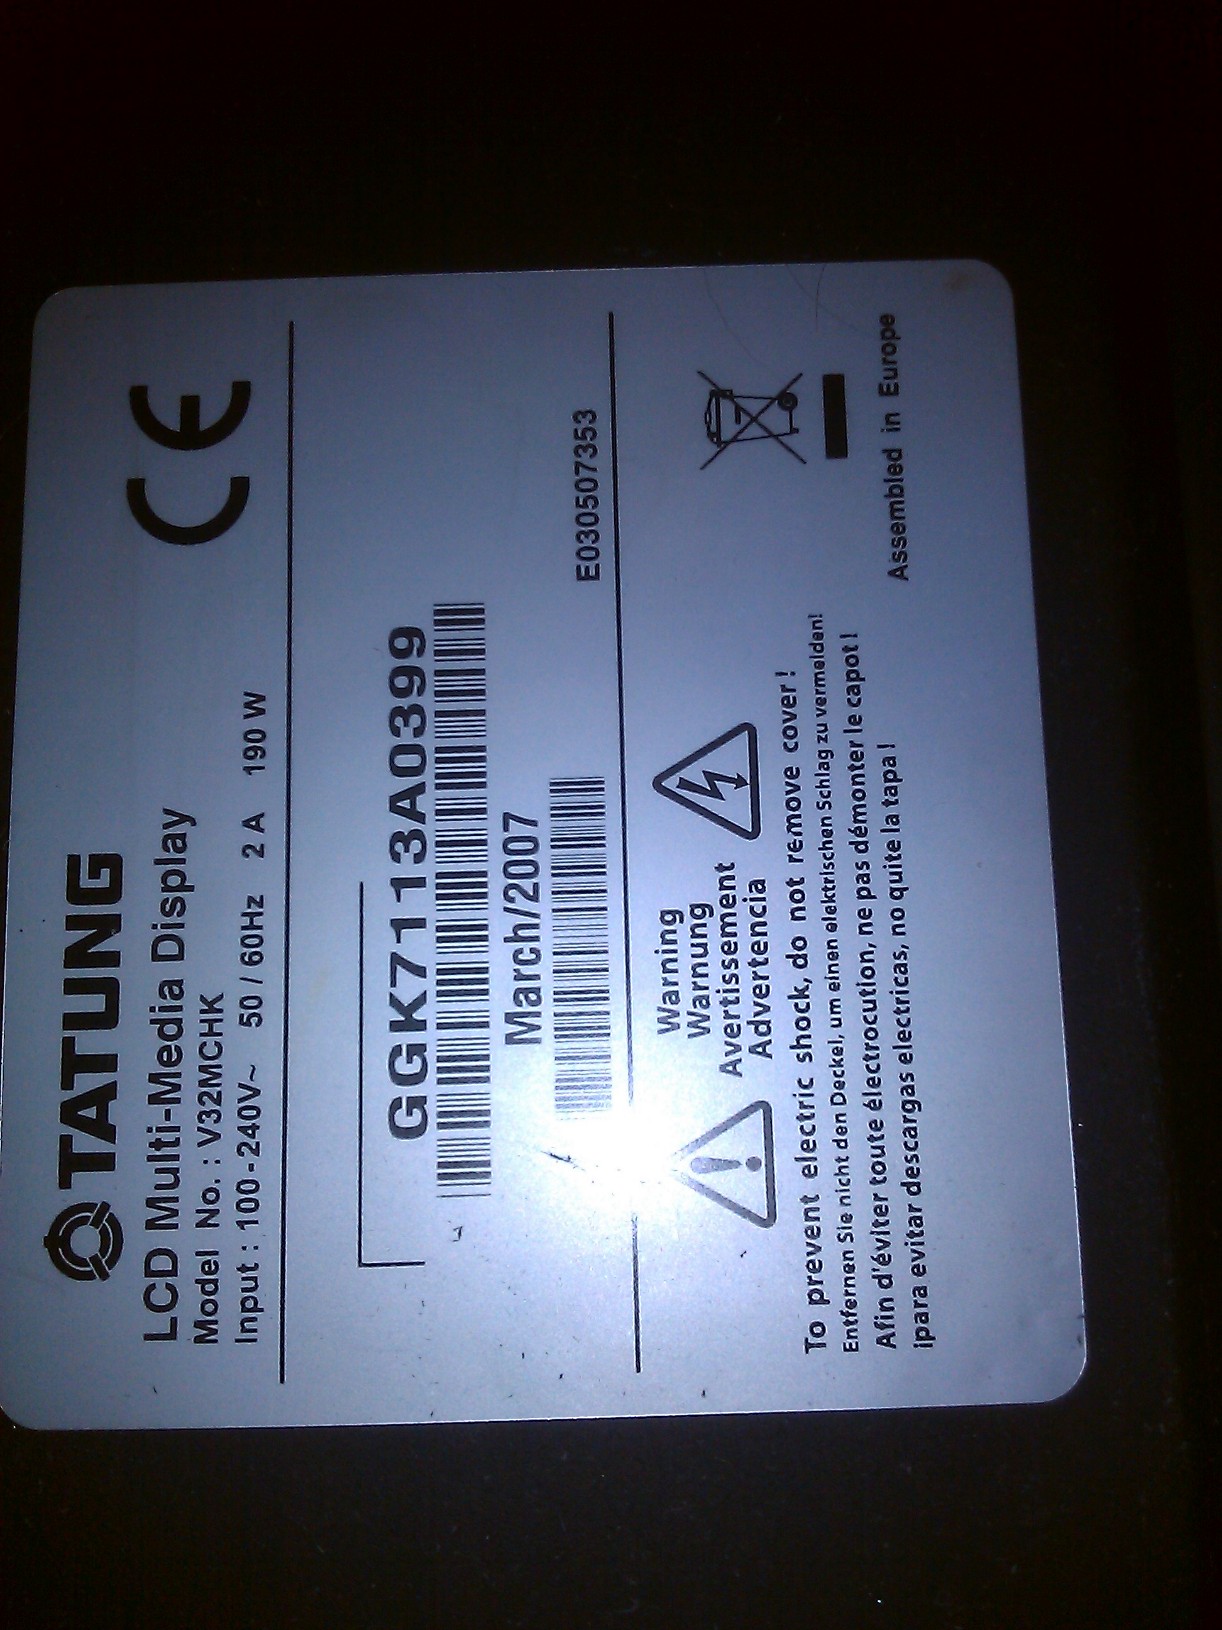 TATUNG
LCD Multi-Media Display
Model No. : V32MCHK
Input : 100-240V~ 50 / 60Hz 2 A 190 W
CE
GGK7113A0399
March/2007
E030507353
Warning
Warnung
Avertissement
Advertencia
To prevent electric shock, do not remove cover !
Entfernen Sie nicht den Deckel, um einen elektrischen Schlag zu vermeiden!
Afin d'éviter toute électrocution, ne pas démonter le capot !
ipara evitar descargas electricas, no quite la tapa!
Assembled in Europe